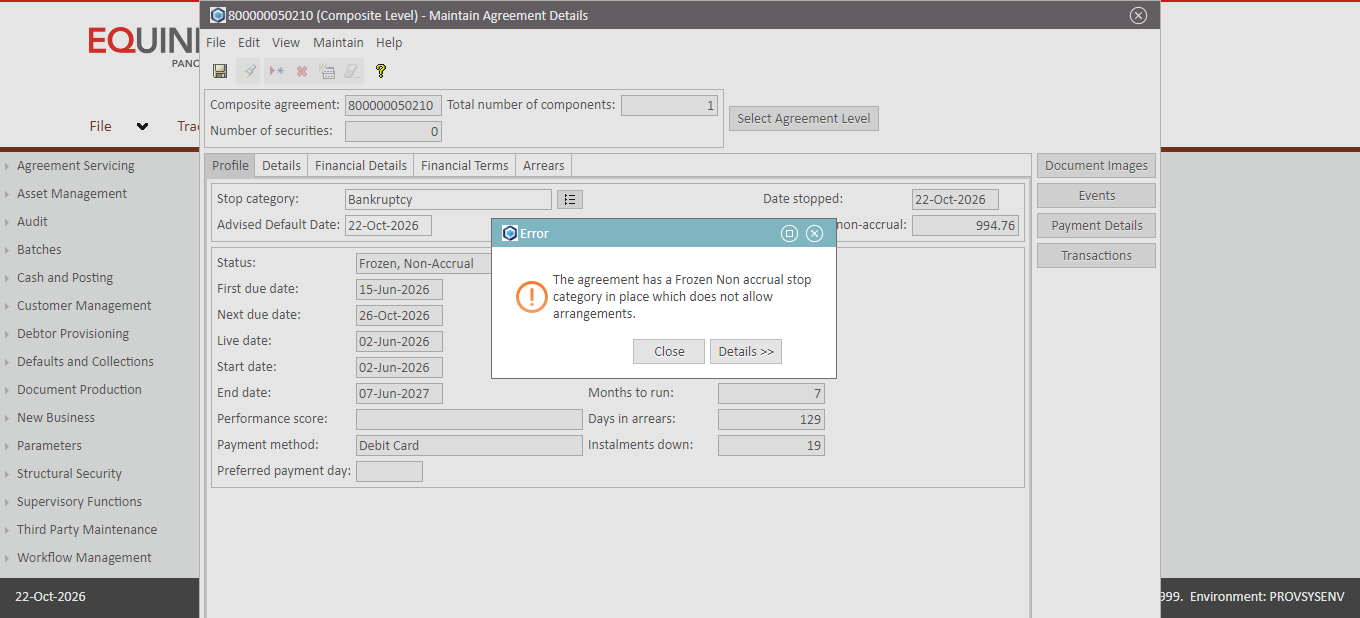 800000050210 (Composite Level) - Maintain Agreement Details
EQUINI
PANC
File Edit View Maintain Help
Composite agreement: 800000050210 Total number of components: 1
Number of securities: 0
Select Agreement Level
File
Tra
Profile Details Financial Details Financial Terms Arrears
Document Images
Events
Payment Details
Transactions
Agreement Servicing
Asset Management
Audit
Batches
Cash and Posting
Customer Management
Debtor Provisioning
Defaults and Collections
Document Production
New Business
Parameters
Structural Security
Supervisory Functions
Third Party Maintenance
Workflow Management
Stop category: Bankruptcy Date stopped: 22-Oct-2026
Advised Default Date: 22-Oct-2026 non-accrual: 994.76
Error
The agreement has a Frozen Non accrual stop
category in place which does not allow
arrangements.
Close Details >>
Status: Frozen, Non-Accrual
First due date: 15-Jun-2026
Next due date: 26-Oct-2026
Live date: 02-Jun-2026
Start date: 02-Jun-2026
End date: 07-Jun-2027 Months to run: 7
Performance score: Days in arrears: 129
Payment method: Debit Card Instalments down: 19
Preferred payment day:
22-Oct-2026
999. Environment: PROVSYSENV